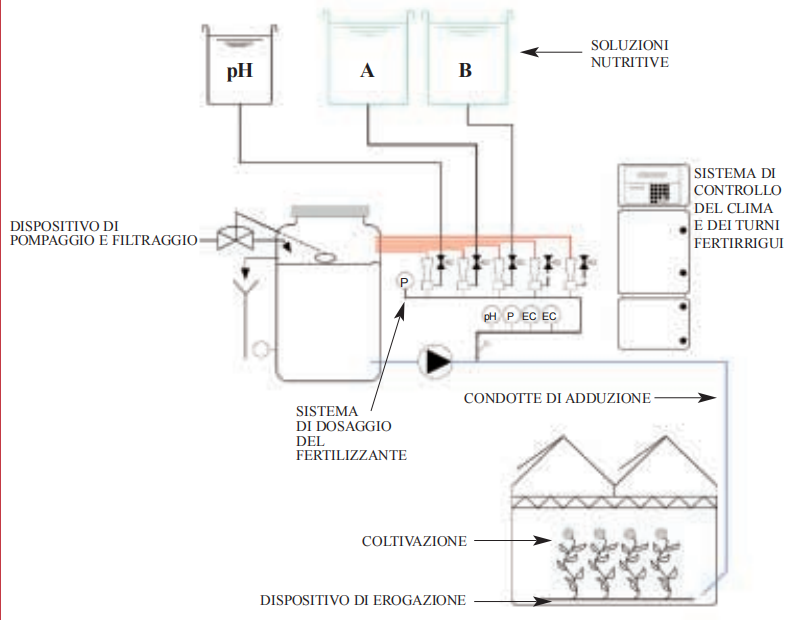 pH
A
B
SOLUZIONI
NUTRITIVE
SISTEMA DI
CONTROLLO
DEL CLIMA
E DEI TURNI
FERTIRRIGUI
DISPOSITIVO DI
POMPAGGIO E FILTRAGGIO
P
pH P EC EC
CONDOTTE DI ADDUZIONE
SISTEMA
DI DOSAGGIO
DEL
FERTILIZZANTE
COLTIVAZIONE
DISPOSITIVO DI EROGAZIONE